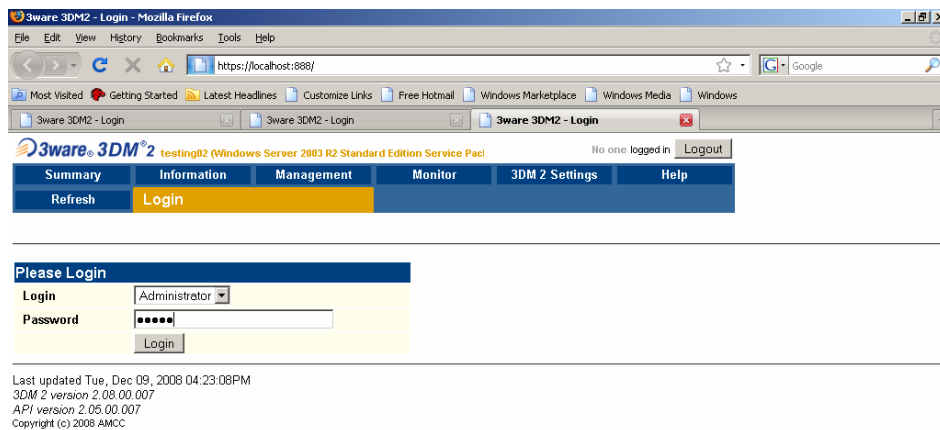 3ware 3DM2 - Login - Mozilla Firefox
File Edit View History Bookmarks Tools Help
https://localhost:888/
Google
Most Visited Getting Started Latest Headlines Customize Links Free Hotmail Windows Marketplace Windows Media Windows
3ware 3DM2 - Login 3ware 3DM2 - Login 3ware 3DM2 - Login
3ware® 3DM®2 testing02 (Windows Server 2003 R2 Standard Edition Service Pacl No one logged in Logout
Summary Information Management Monitor 3DM 2 Settings Help
Refresh Login
Please Login
Login Administrator
Password •••••
Login
Last updated Tue, Dec 09, 2008 04:23:08PM
3DM 2 version 2.08.00.007
API version 2.05.00.007
Copyright (c) 2008 AMCC